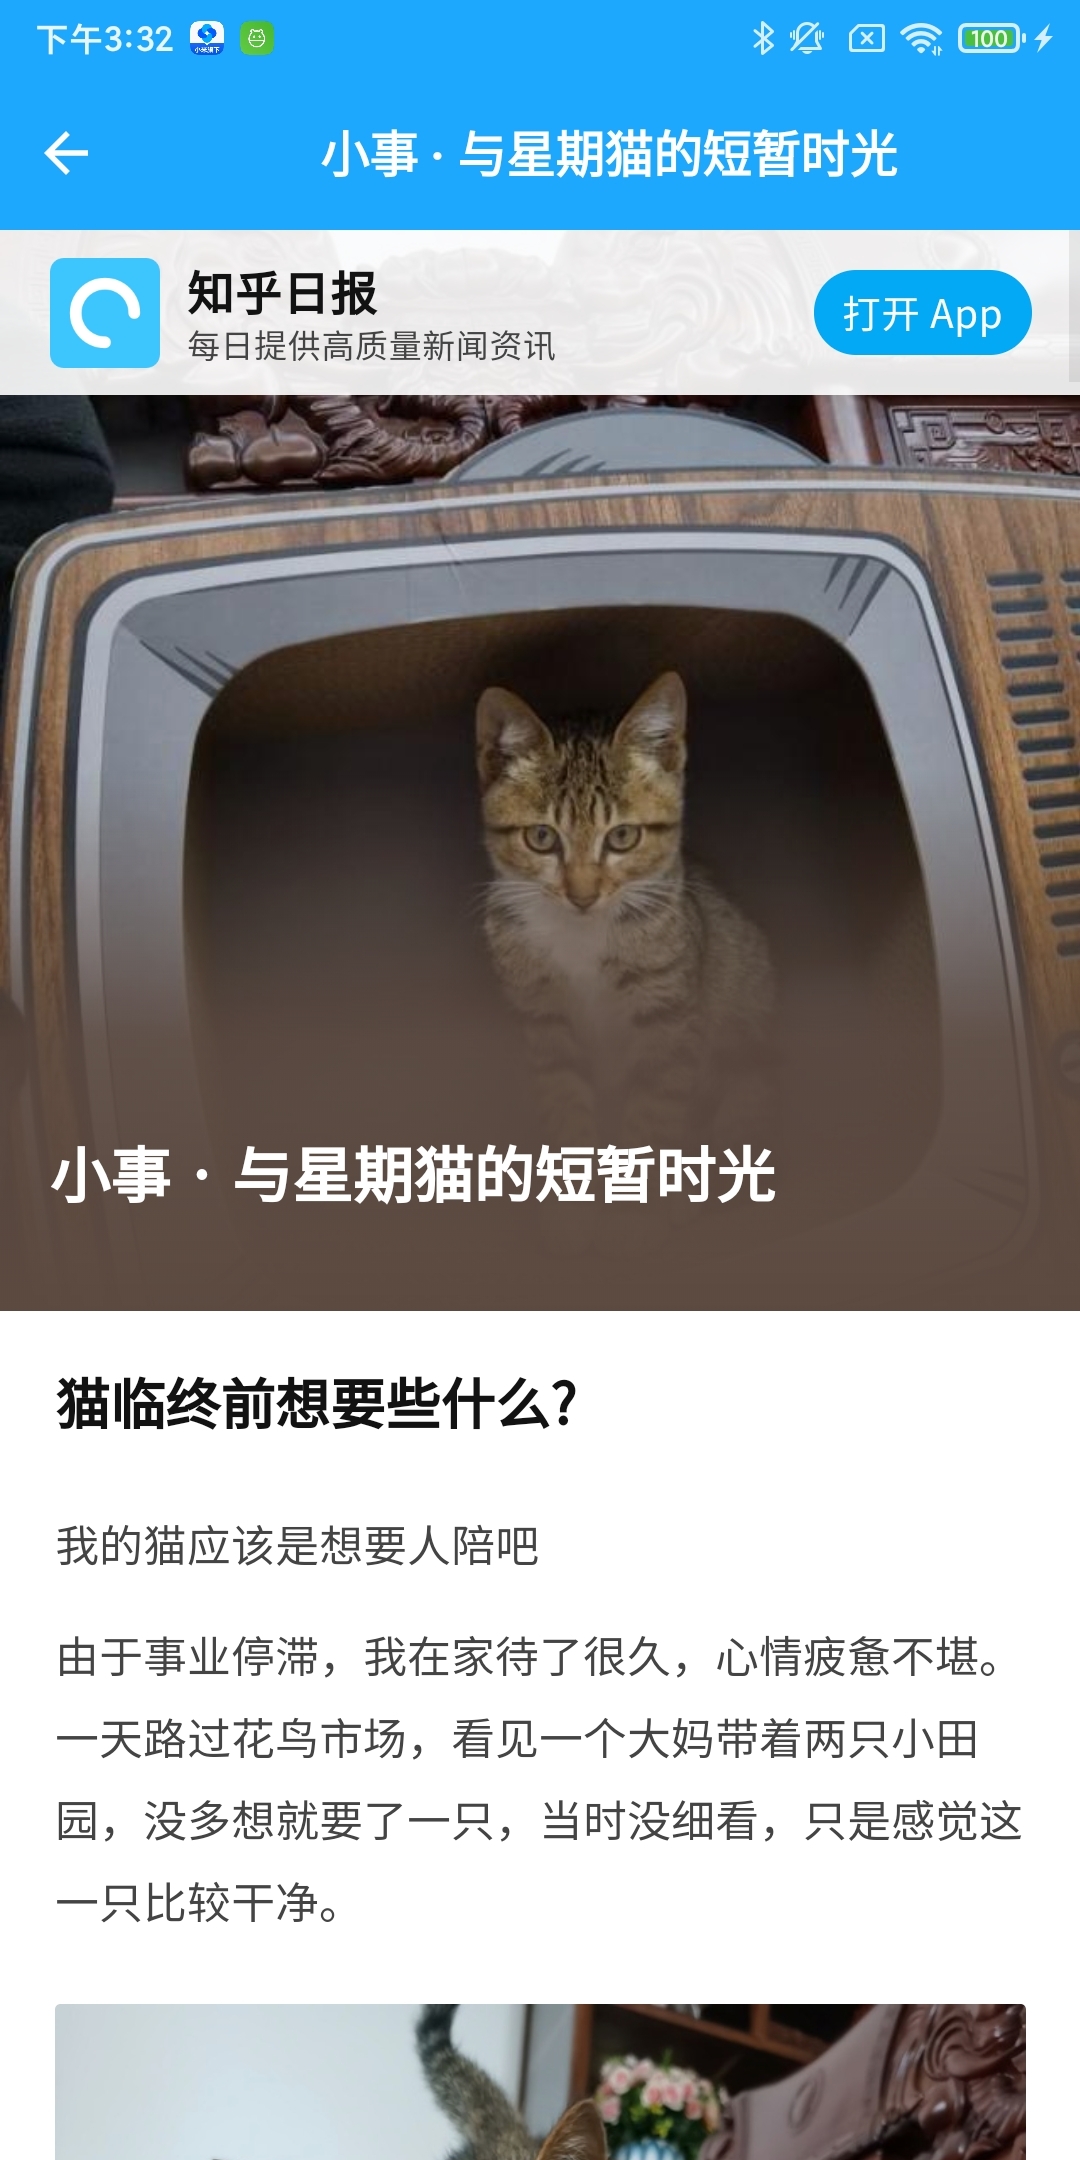 下午3:32
100
小事 · 与星期猫的短暂时光
知乎日报
每日提供高质量新闻资讯
打开 App
小事 · 与星期猫的短暂时光
猫临终前想要些什么?
我的猫应该是想要人陪吧
由于事业停滞，我在家待了很久，心情疲惫不堪。
一天路过花鸟市场，看见一个大妈带着两只小田
园，没多想就要了一只，当时没细看，只是感觉这
一只比较干净。